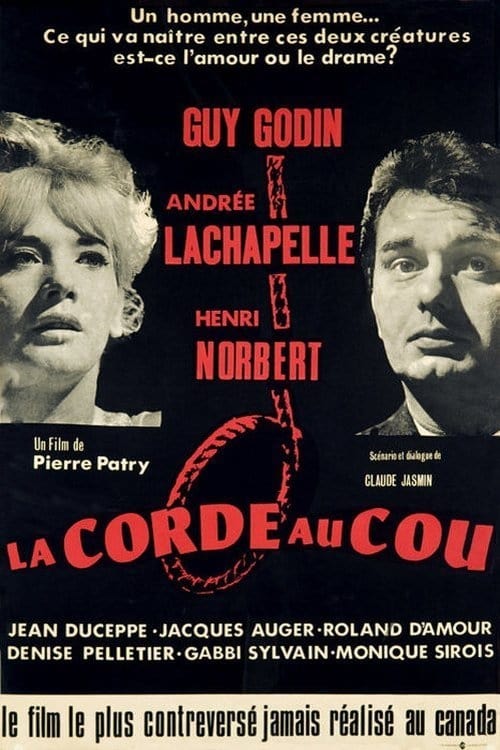 Un homme, une femme...
Ce qui va naître entre ces deux créatures
est-ce l'amour ou le drame?
GUY GODIN
ANDRÉE
LACHAPELLE
HENRI
NORBERT
Un Film de
Pierre Patry
Scénario et dialogue de
CLAUDE JASMIN
LA CORDE AU COU
JEAN DUCEPPE · JACQUES AUGER · ROLAND D'AMOUR
DENISE PELLETIER · GABBI SYLVAIN · MONIQUE SIROIS
le film le plus contreversé jamais réalisé au canada